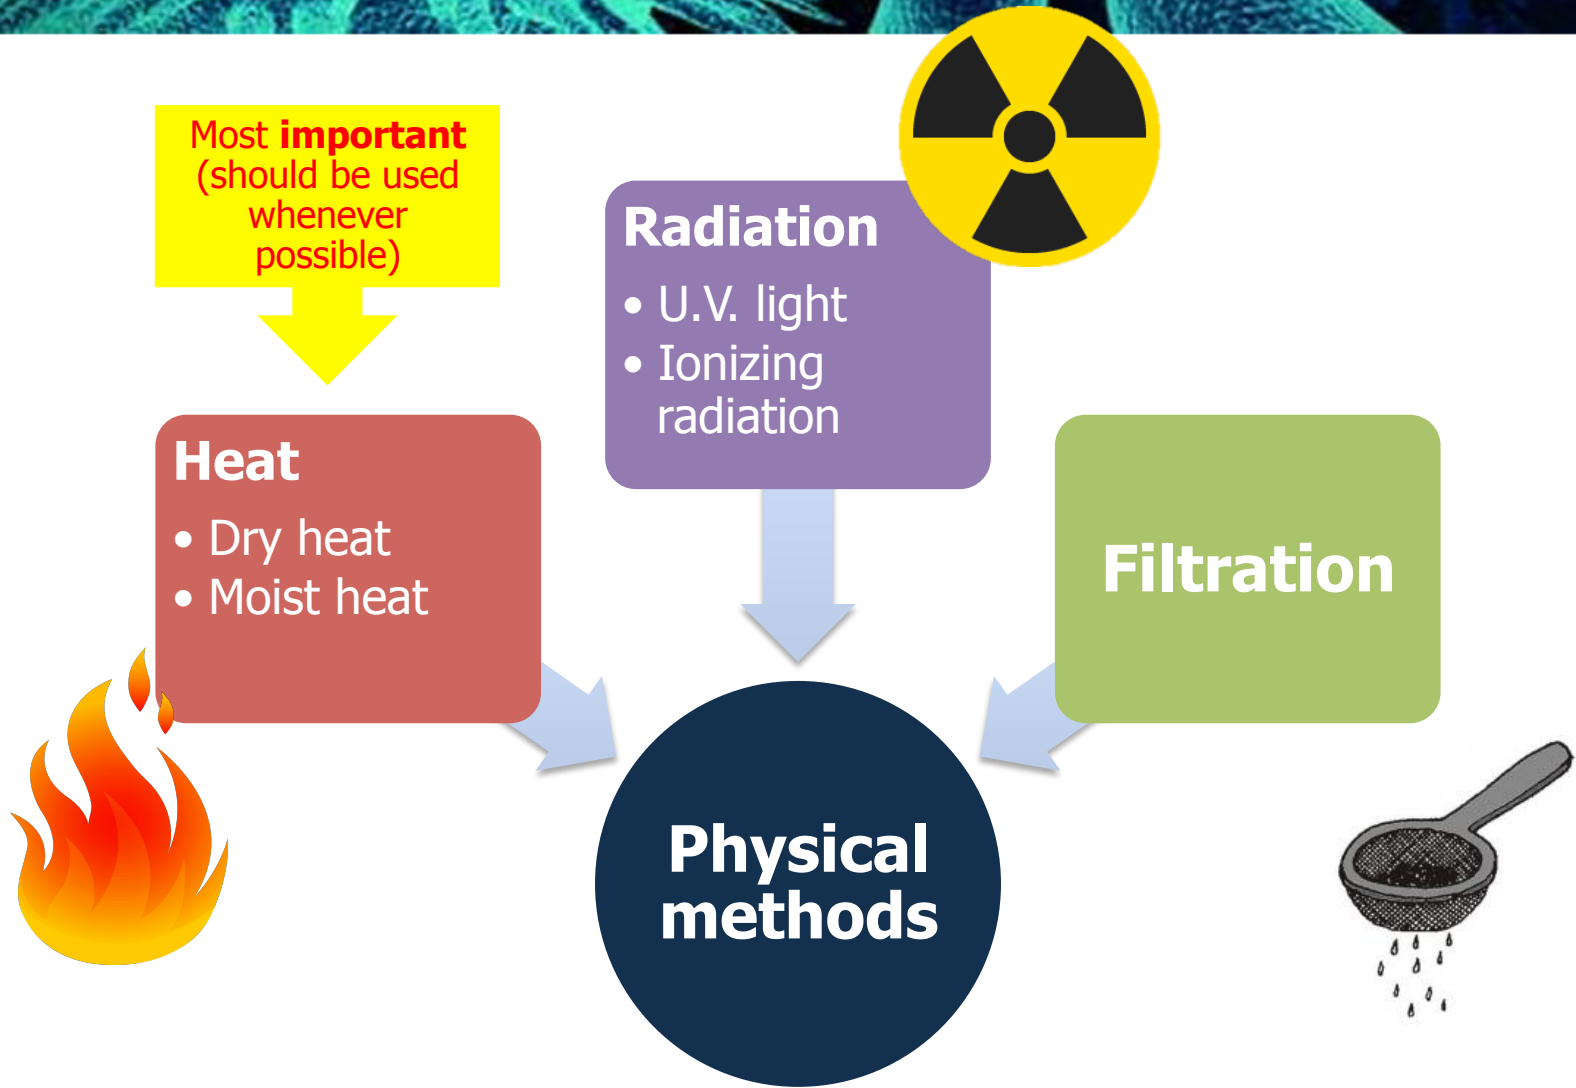 Most important
(should be used
whenever
possible)
Radiation
• U.V. light
• Ionizing
radiation
Heat
• Dry heat
• Moist heat
Filtration
Physical
methods